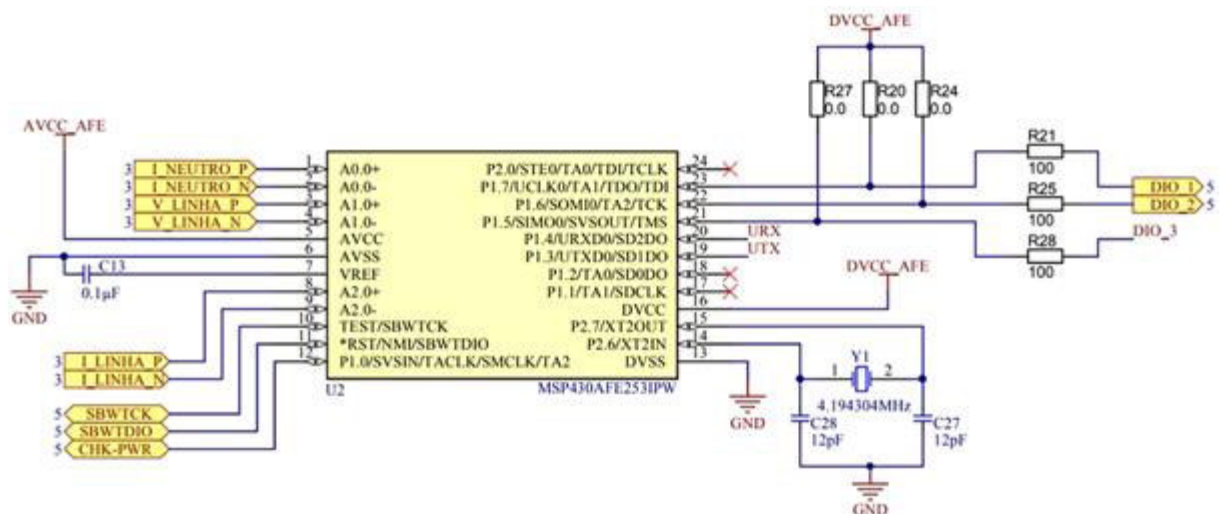 DVCC_AFE
R27
0.0
R20
0.0
R24
0.0
AVCC_AFE
R21
100
3 I_NEUTRO_P 1 A0.0+ P2.0/STE0/TA0/TDI/TCLK 24
3 I_NEUTRO_N 2 A0.0- P1.7/UCLK0/TA1/TDO/TDI 23 DIO_1 5
3 V_LINHA_P 3 A1.0+ P1.6/SOMI0/TA2/TCK 22 R25 DIO_2 5
100
3 V_LINHA_N 4 A1.0- P1.5/SIMO0/SVSOUT/TMS 21
5 AVCC P1.4/URXD0/SD2DO 20 URX DIO_3
R28
100
6 AVSS P1.3/UTXD0/SD1DO 19 UTX
C13 7 VREF P1.2/TA0/SD0DO 18 DVCC_AFE
0.1µF
8 A2.0+ P1.1/TA1/SDCLK 17
GND
9 A2.0- DVCC 16
10 TEST/SBWTCK P2.7/XT2OUT 15
11 *RST/NMI/SBWTDIO P2.6/XT2IN 14
3 I_LINHA_P 12 P1.0/SVSIN/TACLK/SMCLK/TA2 DVSS 13
Y1
1 2
3 I_LINHA_N
U2 MSP430AFE253IPW
4.194304MHz
5 SBWTCK
GND
C28
12pF
C27
12pF
5 SBWTDIO
5 CHK-PWR
GND